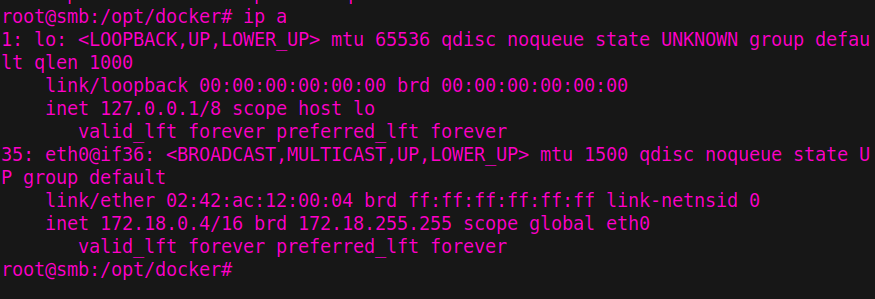 root@smb:/opt/docker# ip a
1: lo: <LOOPBACK,UP,LOWER_UP> mtu 65536 qdisc noqueue state UNKNOWN group defau
lt qlen 1000
    link/loopback 00:00:00:00:00:00 brd 00:00:00:00:00:00
    inet 127.0.0.1/8 scope host lo
       valid_lft forever preferred_lft forever
35: eth0@if36: <BROADCAST,MULTICAST,UP,LOWER_UP> mtu 1500 qdisc noqueue state U
P group default
    link/ether 02:42:ac:12:00:04 brd ff:ff:ff:ff:ff:ff link-netnsid 0
    inet 172.18.0.4/16 brd 172.18.255.255 scope global eth0
       valid_lft forever preferred_lft forever
root@smb:/opt/docker#